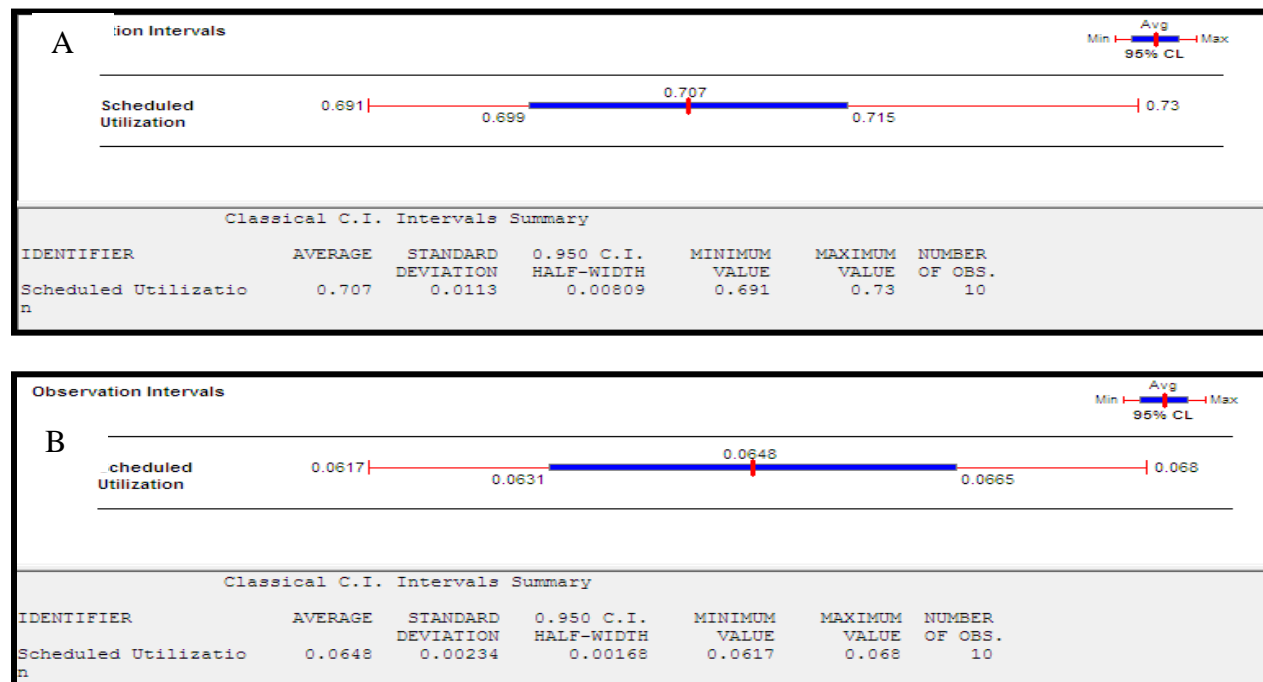 A
tion Intervals
Avg
Min Max
95% CL
0.707
Scheduled 0.691 0.73
Utilization 0.699 0.715
Classical C.I. Intervals Summary
IDENTIFIER AVERAGE STANDARD 0.950 C.I. MINIMUM MAXIMUM NUMBER
DEVIATION HALF-WIDTH VALUE VALUE OF OBS.
Scheduled Utilizatio 0.707 0.0113 0.00809 0.691 0.73 10
n
Observation Intervals
Avg
Min Max
95% CL
B
0.0648
cheduled 0.0617 0.068
Utilization 0.0631 0.0665
Classical C.I. Intervals Summary
IDENTIFIER AVERAGE STANDARD 0.950 C.I. MINIMUM MAXIMUM NUMBER
DEVIATION HALF-WIDTH VALUE VALUE OF OBS.
Scheduled Utilizatio 0.0648 0.00234 0.00168 0.0617 0.068 10
n